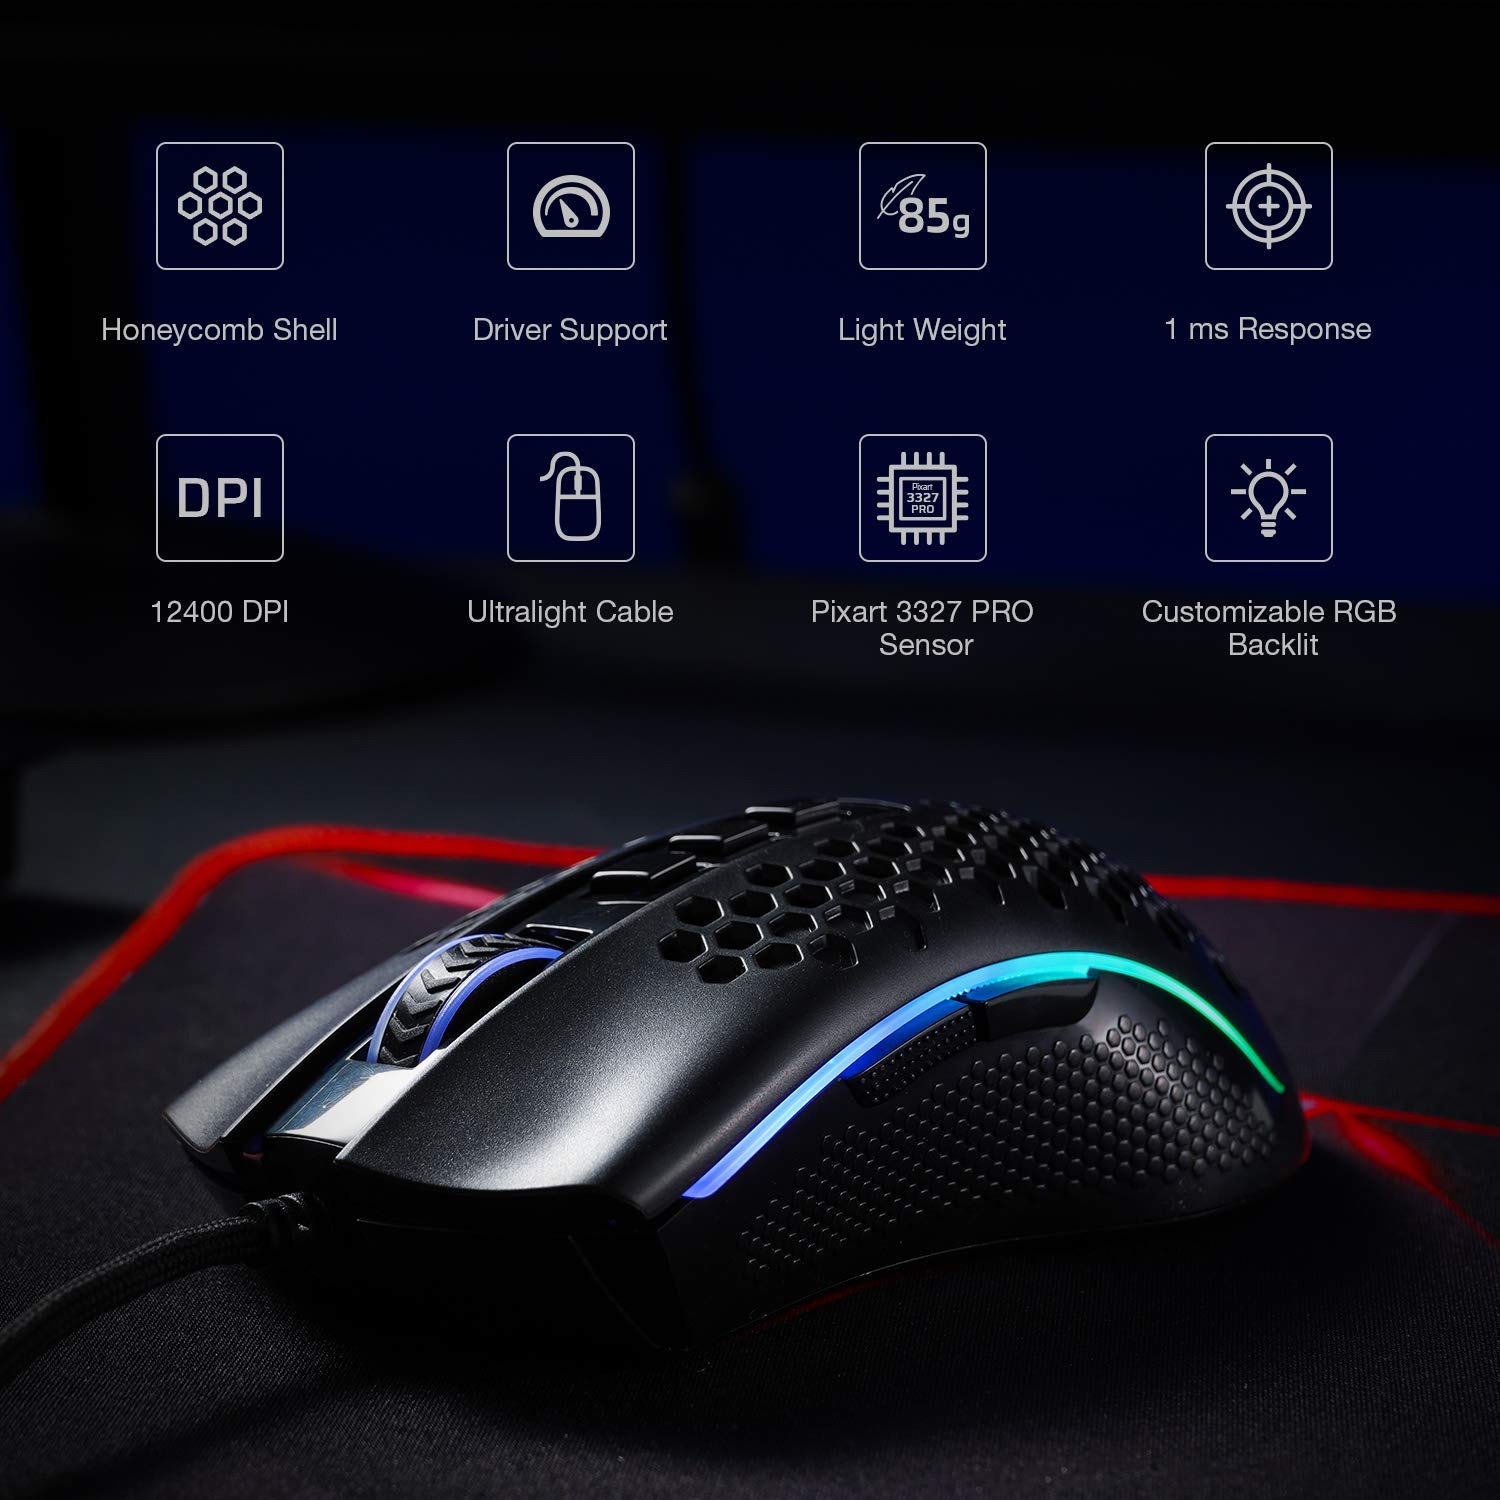 85g
Honeycomb Shell
Driver Support
Light Weight
1 ms Response
DPI
Pixart
3327
PRO
12400 DPI
Ultralight Cable
Pixart 3327 PRO
Sensor
Customizable RGB
Backlit